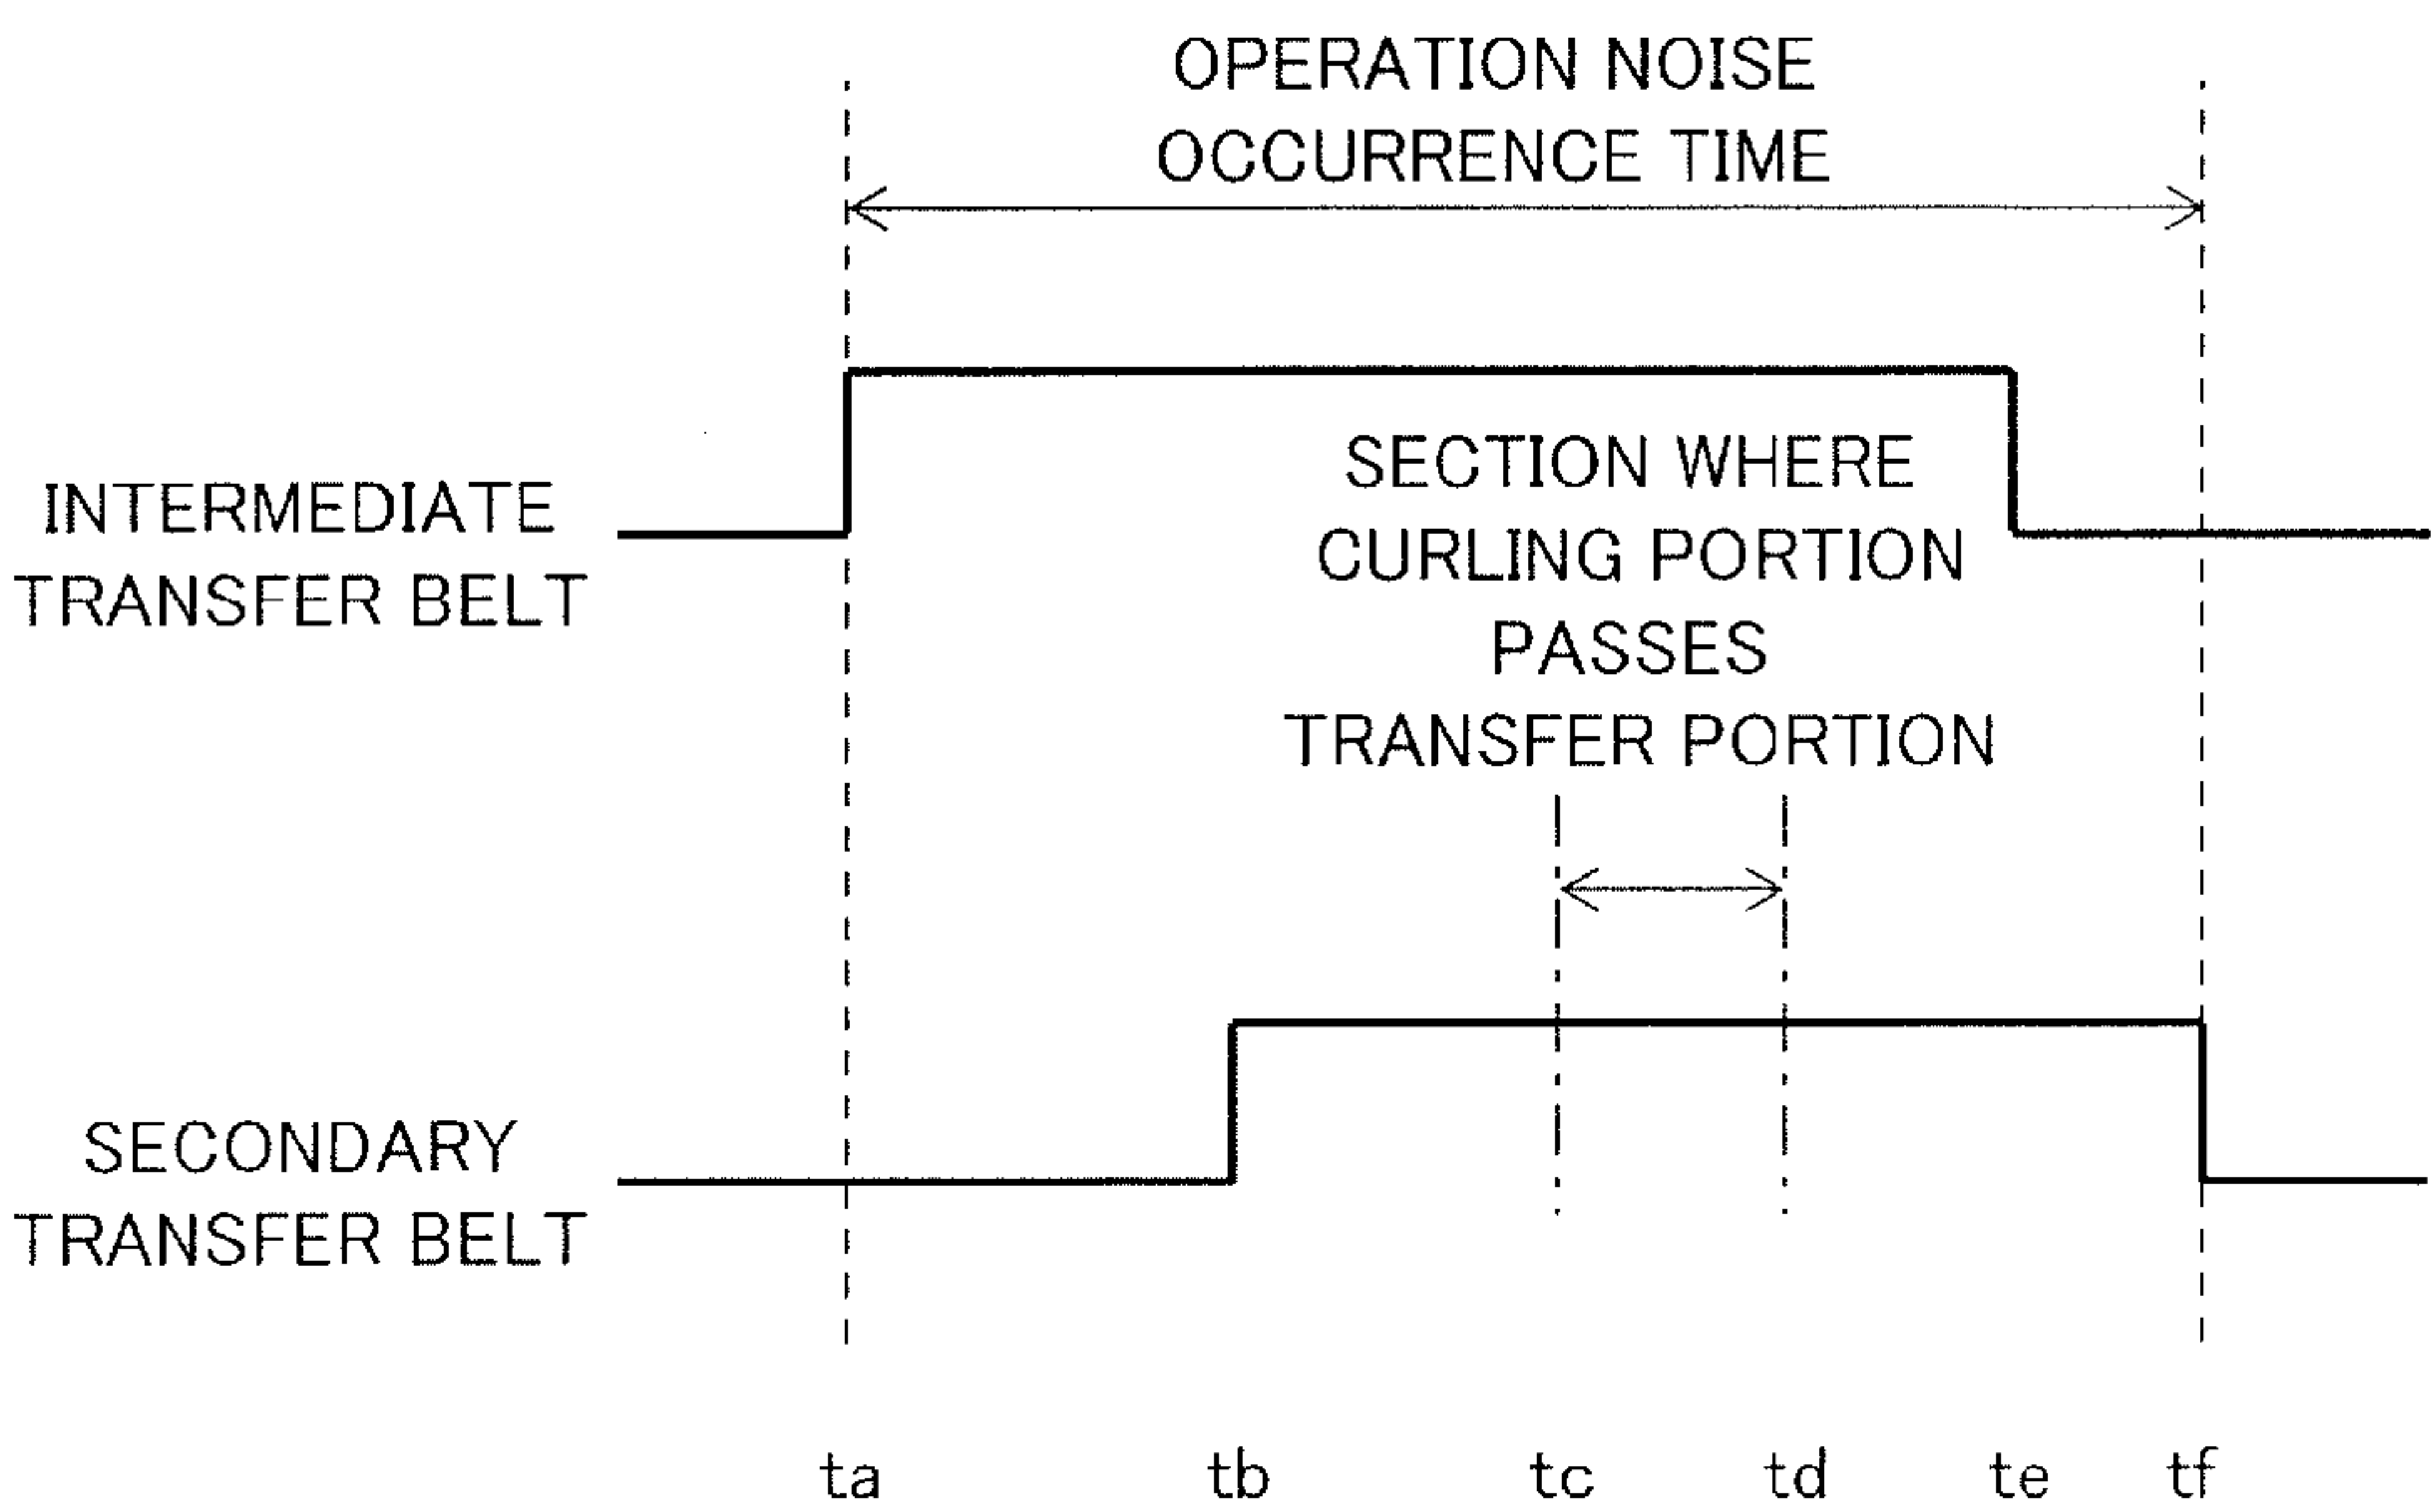 OPERATION NOISE
OCCURRENCE TIME
INTERMEDIATE
TRANSFER BELT
SECTION WHERE
CURLING PORTION
PASSES
TRANSFER PORTION
SECONDARY
TRANSFER BELT
ta tb tc td te tf